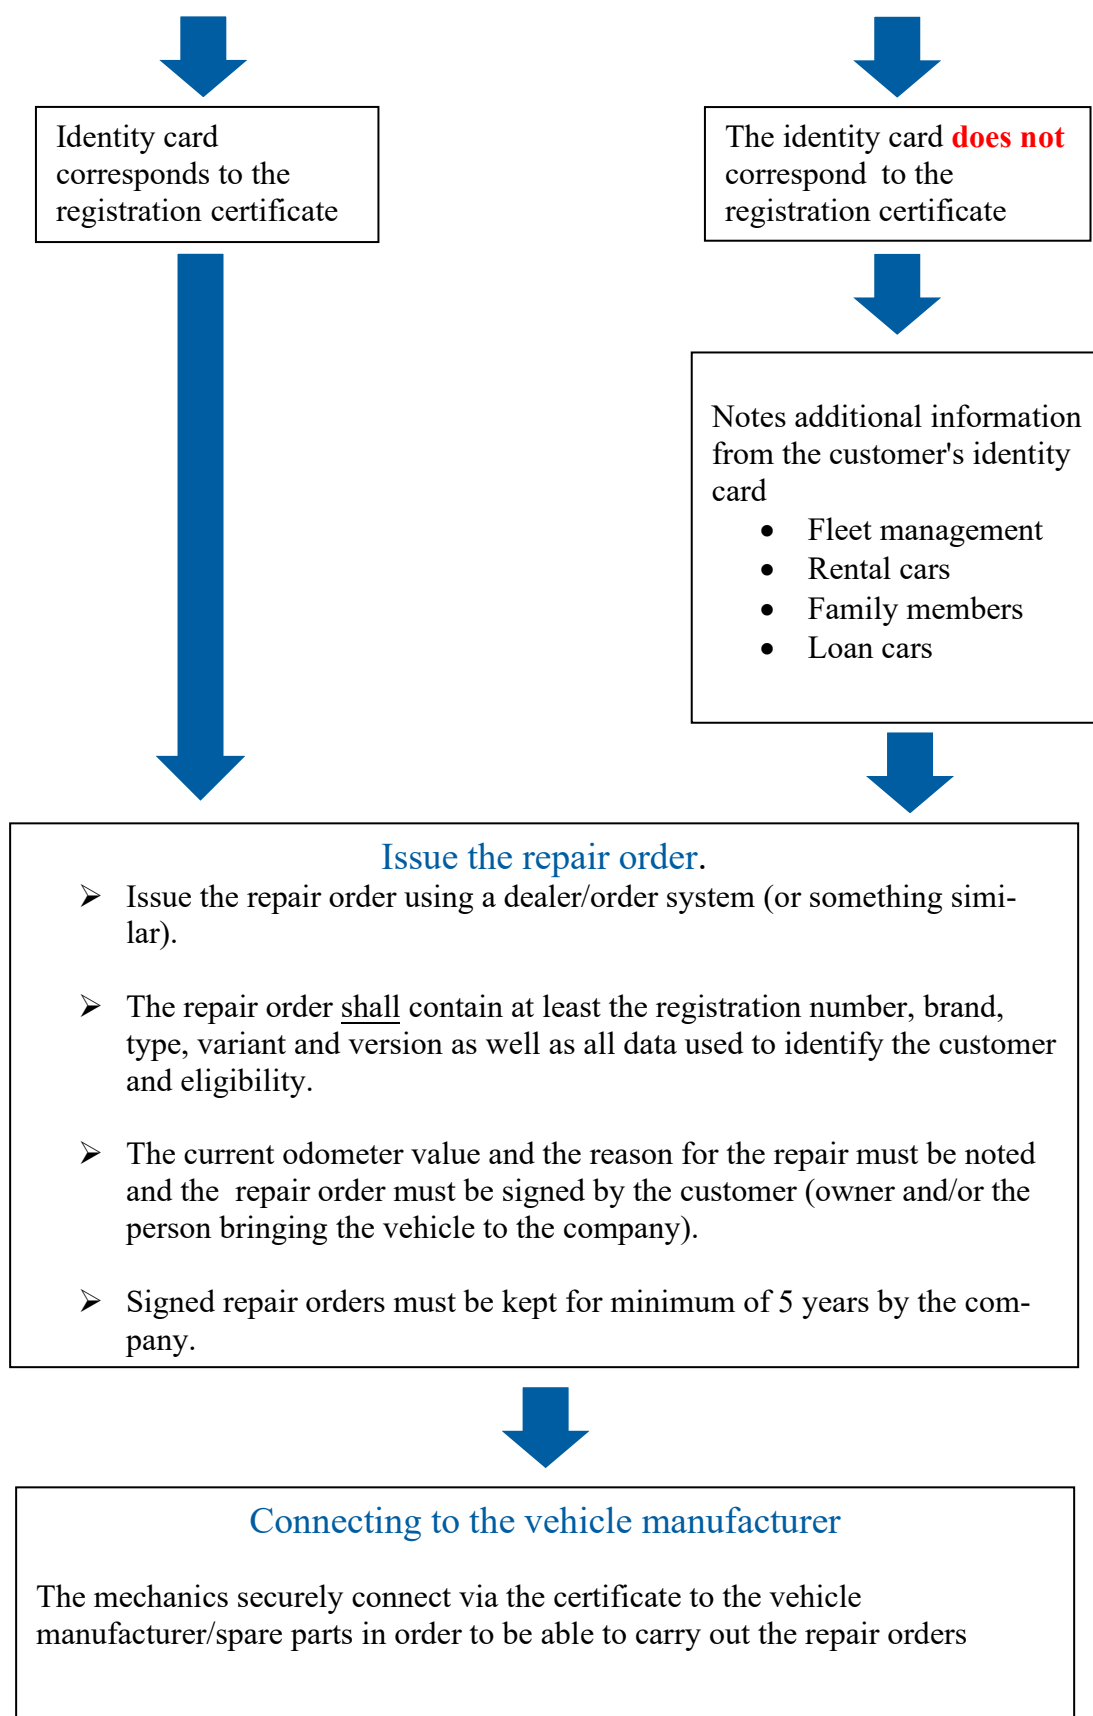 Identity card
corresponds to the
registration certificate
The identity card does not
correspond to the
registration certificate
Notes additional information
from the customer's identity
card
• Fleet management
• Rental cars
• Family members
• Loan cars
Issue the repair order.
➢ Issue the repair order using a dealer/order system (or something simi-
lar).
➢ The repair order shall contain at least the registration number, brand,
type, variant and version as well as all data used to identify the customer
and eligibility.
➢ The current odometer value and the reason for the repair must be noted
and the repair order must be signed by the customer (owner and/or the
person bringing the vehicle to the company).
➢ Signed repair orders must be kept for minimum of 5 years by the com-
pany.
Connecting to the vehicle manufacturer
The mechanics securely connect via the certificate to the vehicle
manufacturer/spare parts in order to be able to carry out the repair orders